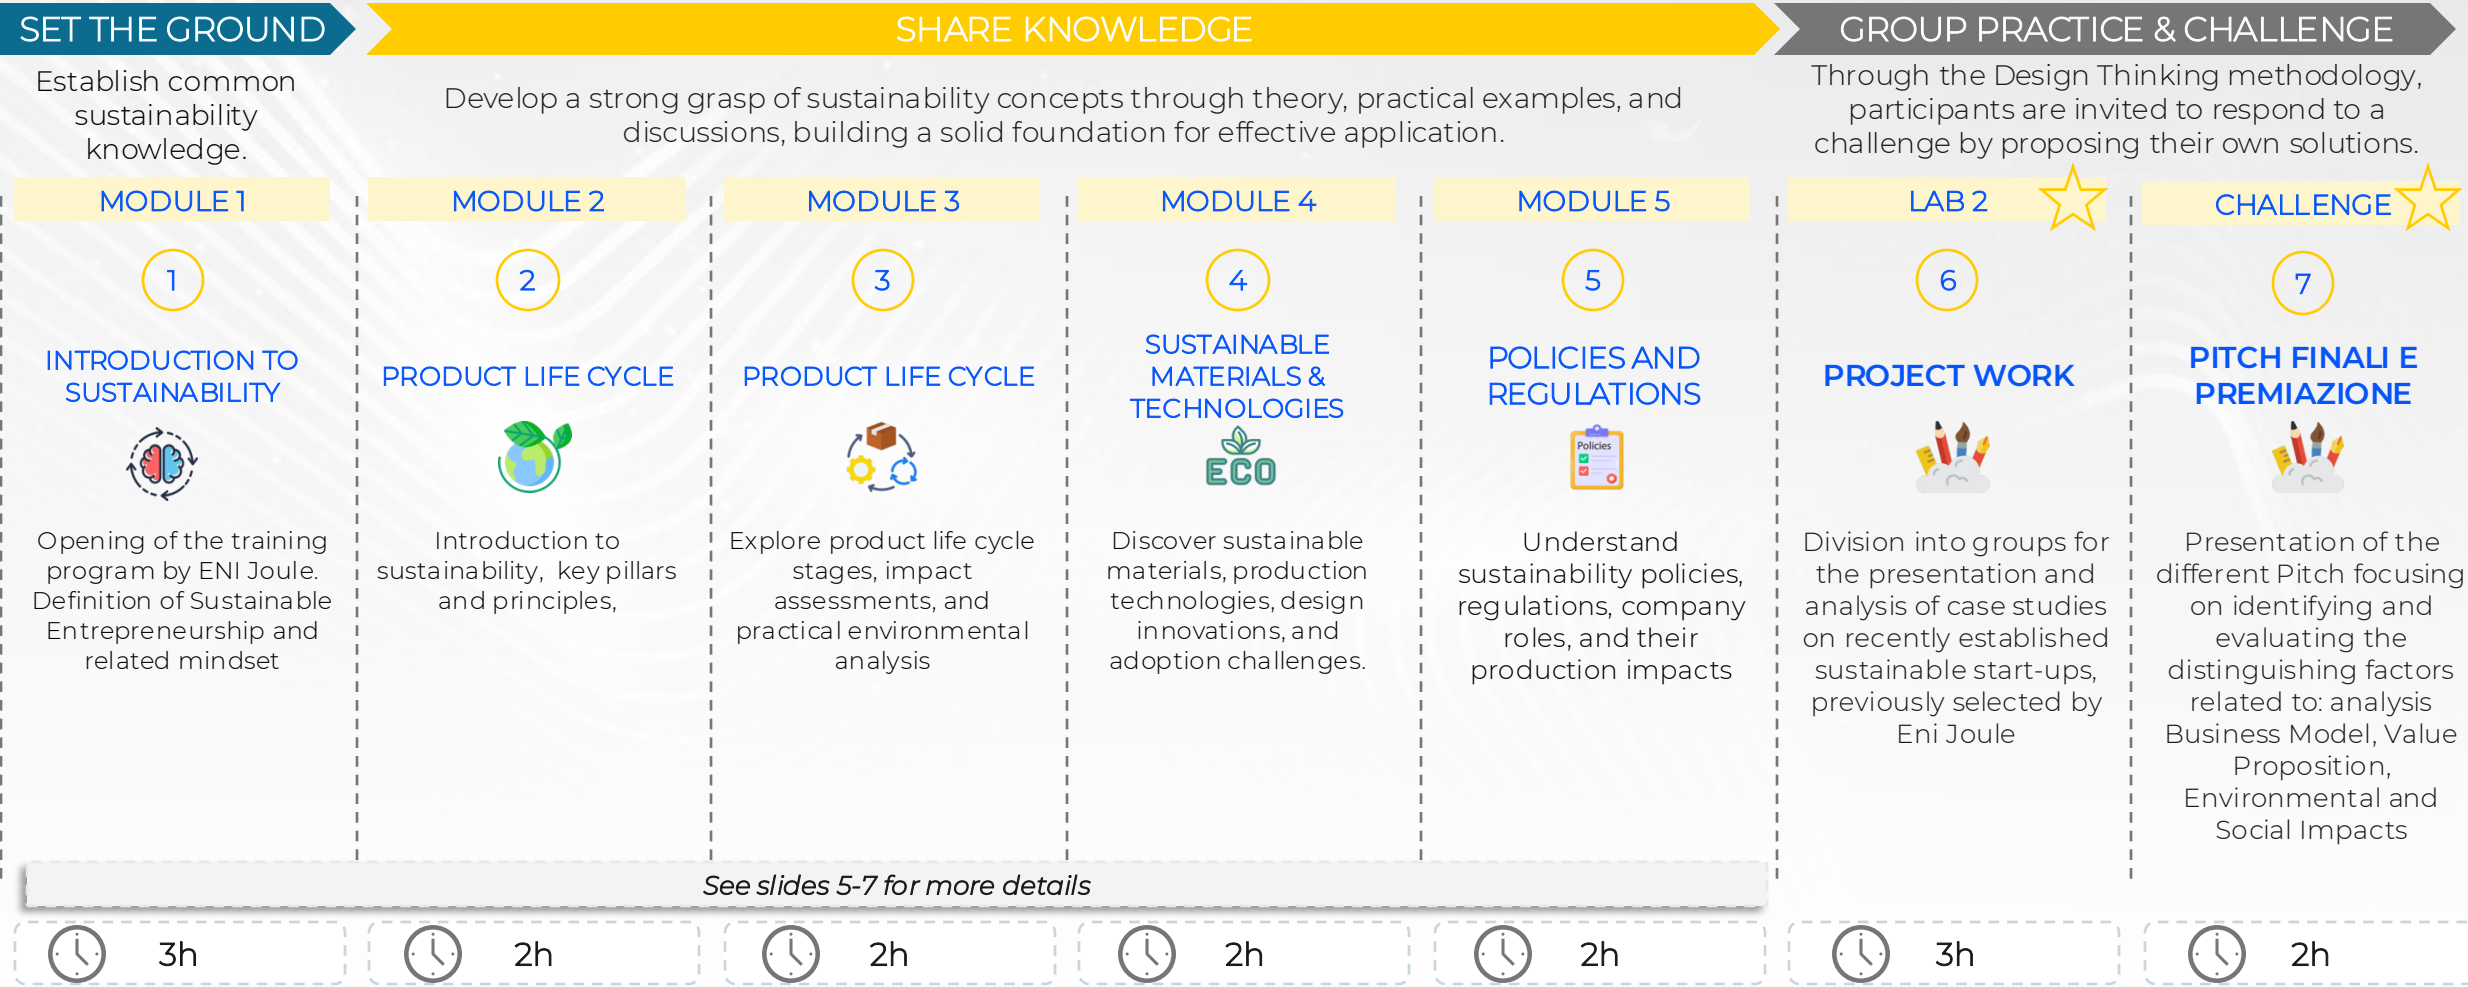 SET THE GROUND
SHARE KNOWLEDGE
GROUP PRACTICE & CHALLENGE
Establish common
sustainability
knowledge.
Develop a strong grasp of sustainability concepts through theory, practical examples, and
discussions, building a solid foundation for effective application.
Through the Design Thinking methodology,
participants are invited to respond to a
challenge by proposing their own solutions.
MODULE 1
1
INTRODUCTION TO
SUSTAINABILITY
Opening of the training
program by ENI Joule.
Definition of Sustainable
Entrepreneurship and
related mindset
MODULE 2
2
PRODUCT LIFE CYCLE
Introduction to
sustainability,  key pillars
and principles,
MODULE 3
3
PRODUCT LIFE CYCLE
Explore product life cycle
stages, impact
assessments, and
practical environmental
analysis
MODULE 4
4
SUSTAINABLE
MATERIALS &
TECHNOLOGIES
ECO
Discover sustainable
materials, production
technologies, design
innovations, and
adoption challenges.
MODULE 5
5
POLICIES AND
REGULATIONS
Policies
Understand
sustainability policies,
regulations, company
roles, and their
production impacts
LAB 2
6
PROJECT WORK
Division into groups for
the presentation and
analysis of case studies
on recently established
sustainable start-ups,
previously selected by
Eni Joule
CHALLENGE
7
PITCH FINALI E
PREMIAZIONE
Presentation of the
different Pitch focusing
on identifying and
evaluating the
distinguishing factors
related to: analysis
Business Model, Value
Proposition,
Environmental and
Social Impacts
See slides 5-7 for more details
3h
2h
2h
2h
2h
3h
2h